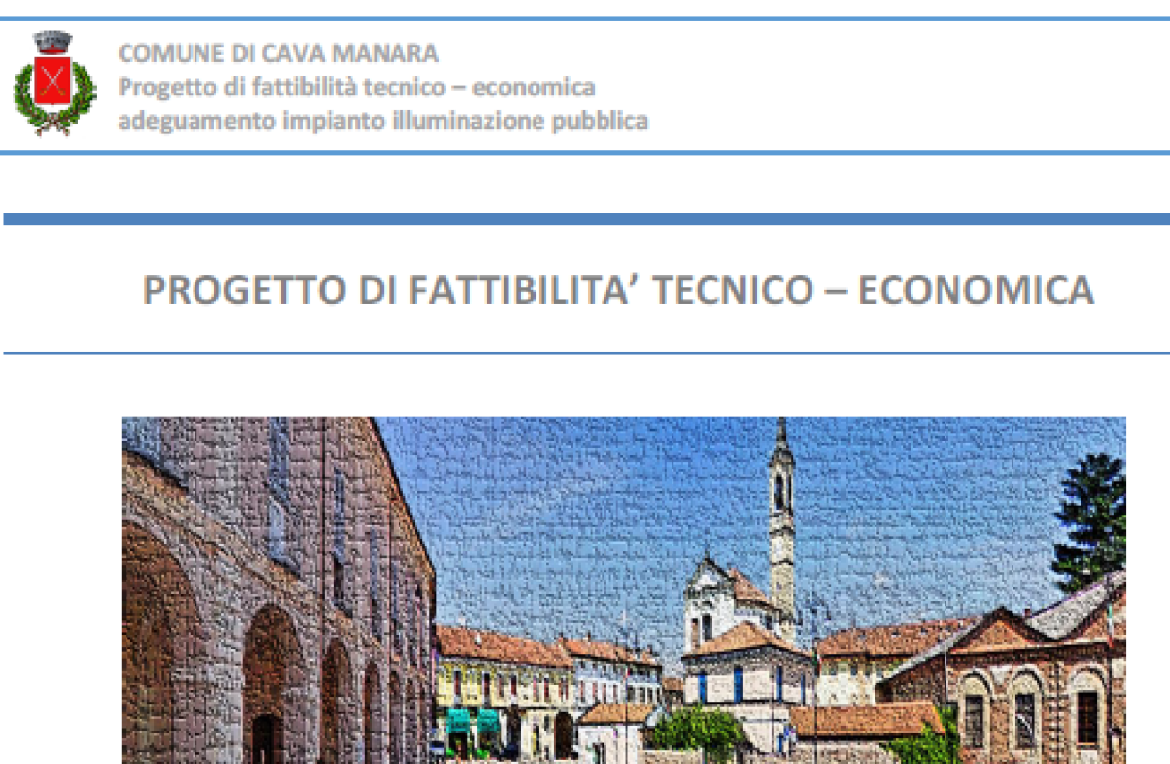 COMUNE DI CAVA MANARA
Progetto di fattibilità tecnico – economica
adeguamento impianto illuminazione pubblica
PROGETTO DI FATTIBILITA’ TECNICO – ECONOMICA